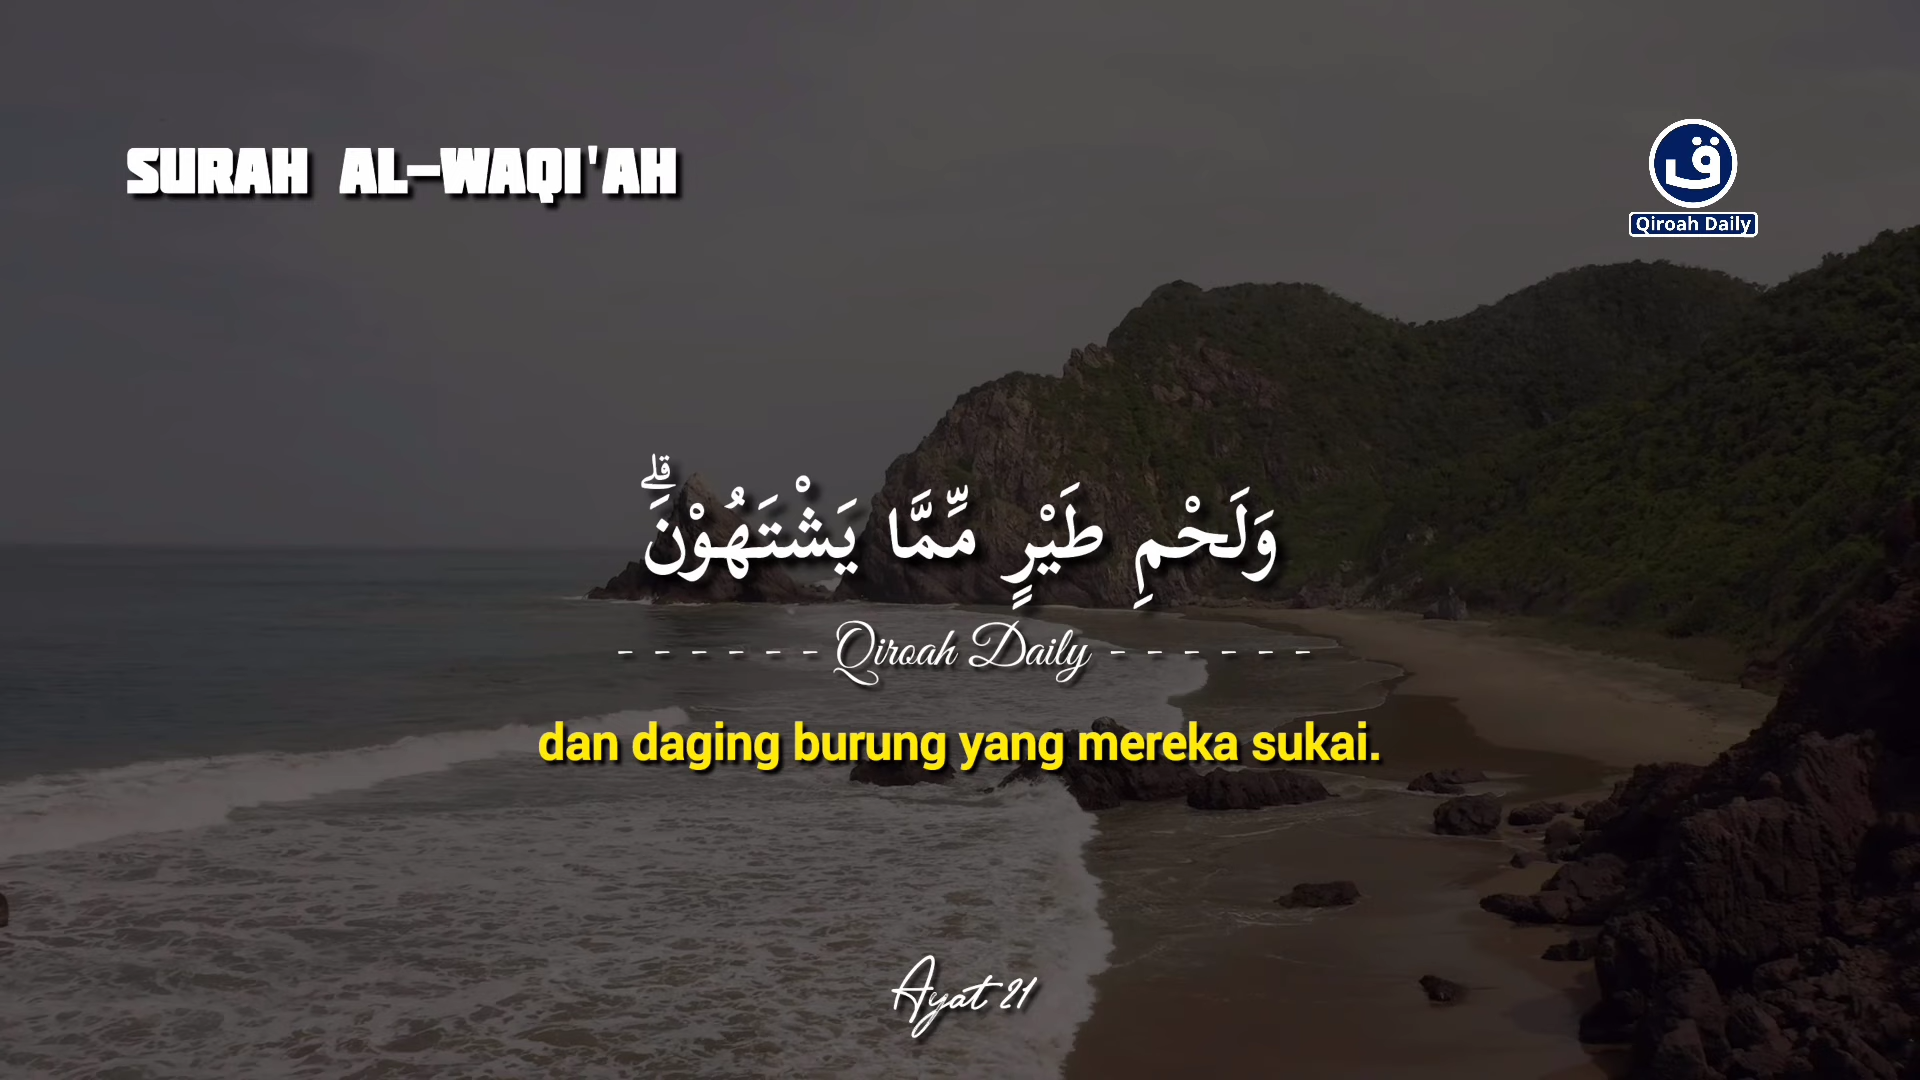 SURAH AL-WAQI'AH
ق
Qiroah Daily
وَلَحْمِ طَيْرٍ مِّمَّا يَشْتَهُوْنَۗ
- - - - - - Qiroah Daily - - - - - -
dan daging burung yang mereka sukai.
Ayat 21